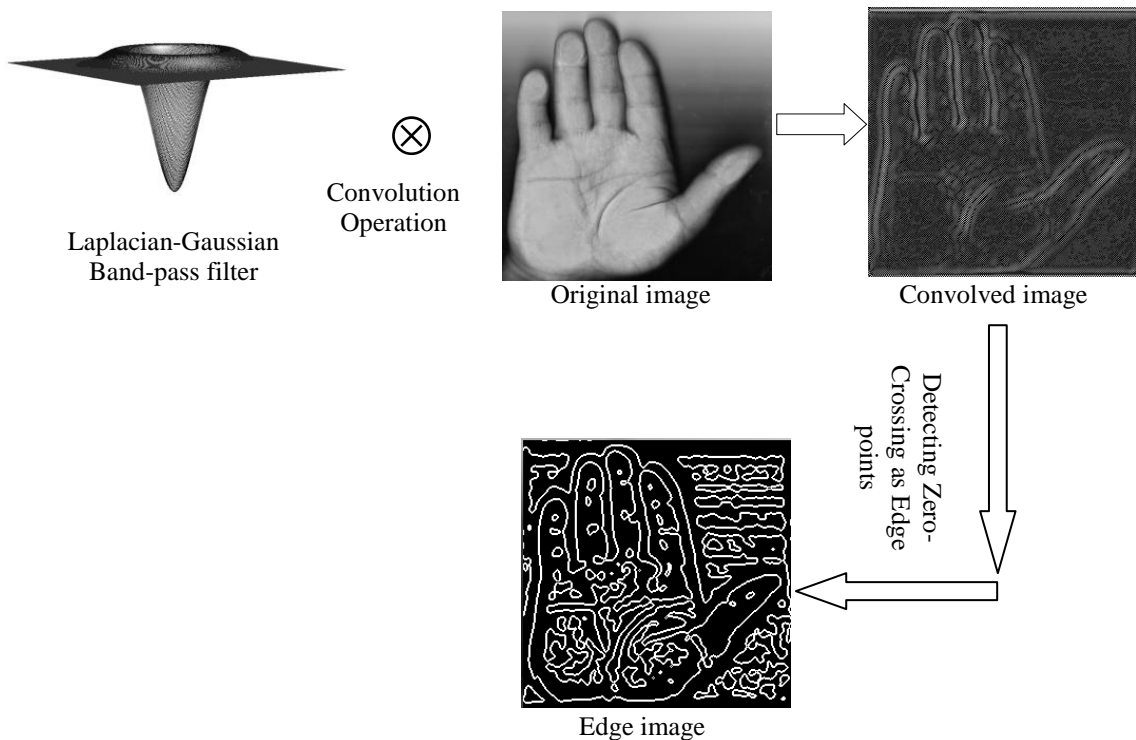 Convolution
Operation
Laplacian-Gaussian
Band-pass filter
Original image
Convolved image
Detecting Zero-
Crossing as Edge
points
Edge image